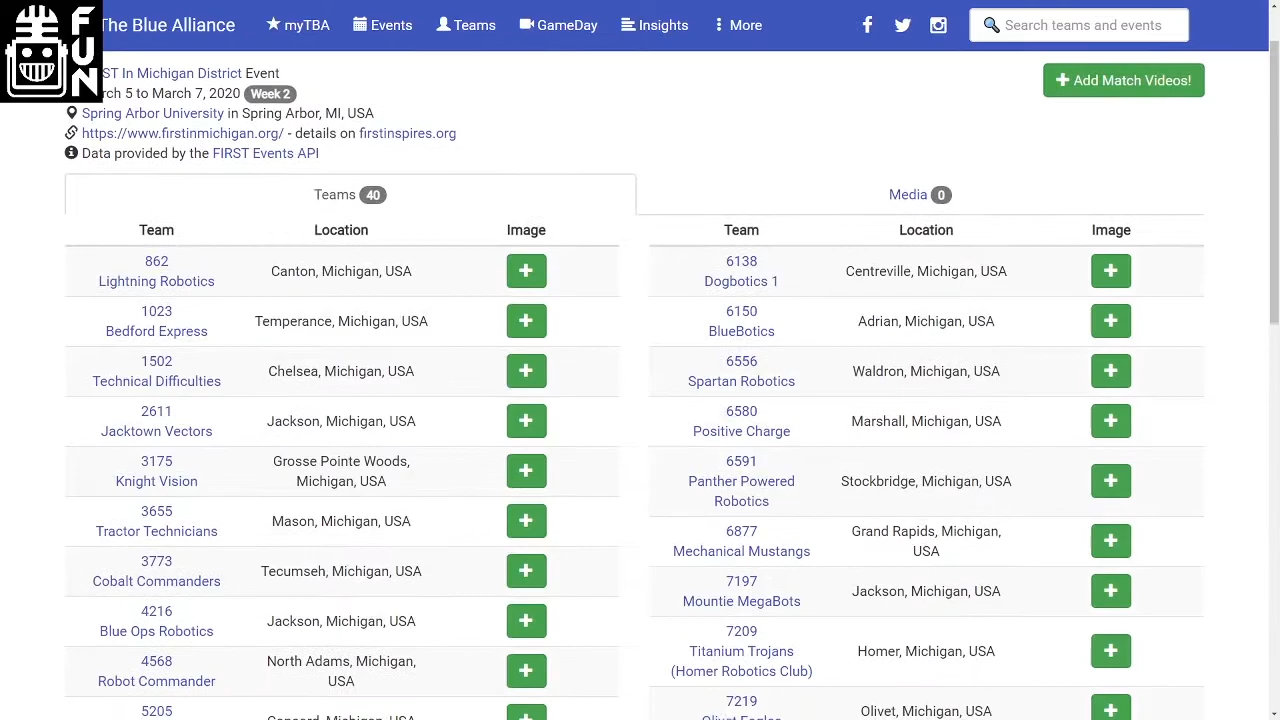 FUN
The Blue Alliance
myTBA
Events
Teams
GameDay
Insights
More
Search teams and events
ST In Michigan District Event
5 to March 7, 2020 Week 2
Spring Arbor University in Spring Arbor, MI, USA
https://www.firstinmichigan.org/ - details on firstinspires.org
Data provided by the FIRST Events API
Add Match Videos!
Teams 40
Media 0
Team Location Image
862
Lightning Robotics
Canton, Michigan, USA
1023
Bedford Express
Temperance, Michigan, USA
1502
Technical Difficulties
Chelsea, Michigan, USA
2611
Jacktown Vectors
Jackson, Michigan, USA
3175
Knight Vision
Grosse Pointe Woods,
Michigan, USA
3655
Tractor Technicians
Mason, Michigan, USA
3773
Cobalt Commanders
Tecumseh, Michigan, USA
4216
Blue Ops Robotics
Jackson, Michigan, USA
4568
Robot Commander
North Adams, Michigan,
USA
5205
Team Location Image
6138
Dogbotics 1
Centreville, Michigan, USA
6150
BlueBotics
Adrian, Michigan, USA
6556
Spartan Robotics
Waldron, Michigan, USA
6580
Positive Charge
Marshall, Michigan, USA
6591
Panther Powered
Robotics
Stockbridge, Michigan, USA
6877
Mechanical Mustangs
Grand Rapids, Michigan,
USA
7197
Mountie MegaBots
Jackson, Michigan, USA
7209
Titanium Trojans
(Homer Robotics Club)
Homer, Michigan, USA
7219
Olivet, Michigan, USA